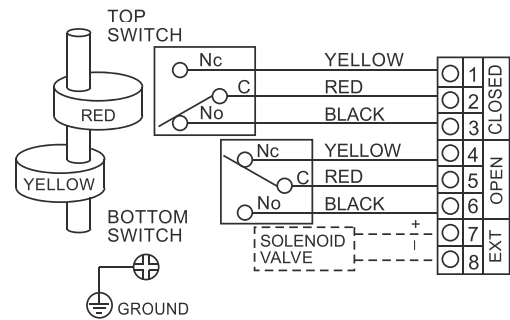 TOP
SWITCH
RED
YELLOW
BOTTOM
SWITCH
GROUND
Nc
C
No
YELLOW
RED
BLACK
Nc
C
No
YELLOW
RED
BLACK
SOLENOID
VALVE
+
–
1
2
3
4
5
6
7
8
CLOSED
OPEN
EXT